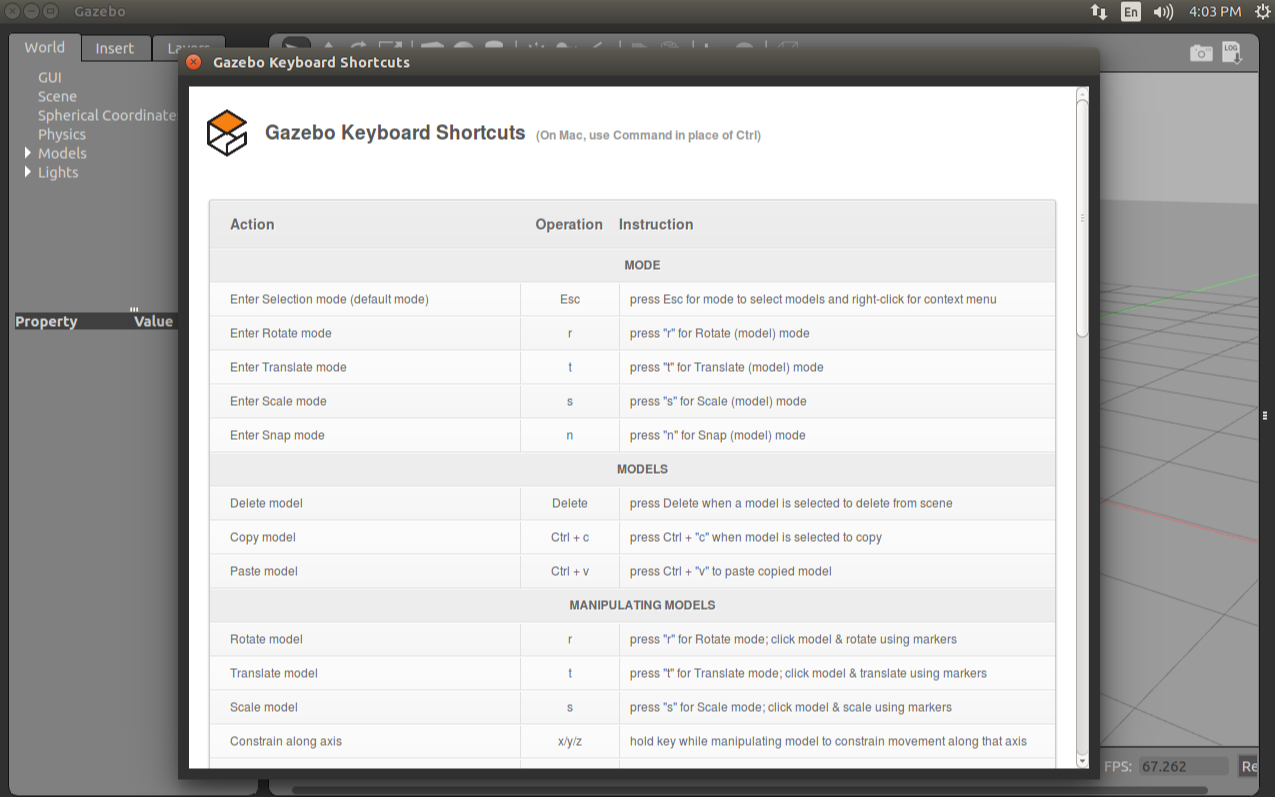 Gazebo
En
4:03 PM
World
Insert
LOG
Gazebo Keyboard Shortcuts
GUI
Scene
Spherical Coordinate
Physics
Models
Lights
Property Value
Gazebo Keyboard Shortcuts (On Mac, use Command in place of Ctrl)
Action Operation Instruction
MODE
Enter Selection mode (default mode) Esc press Esc for mode to select models and right-click for context menu
Enter Rotate mode r press "r" for Rotate (model) mode
Enter Translate mode t press "t" for Translate (model) mode
Enter Scale mode s press "s" for Scale (model) mode
Enter Snap mode n press "n" for Snap (model) mode
MODELS
Delete model Delete press Delete when a model is selected to delete from scene
Copy model Ctrl + c press Ctrl + "c" when model is selected to copy
Paste model Ctrl + v press Ctrl + "v" to paste copied model
MANIPULATING MODELS
Rotate model r press "r" for Rotate mode; click model & rotate using markers
Translate model t press "t" for Translate mode; click model & translate using markers
Scale model s press "s" for Scale mode; click model & scale using markers
Constrain along axis x/y/z hold key while manipulating model to constrain movement along that axis
FPS: 67.262 Re